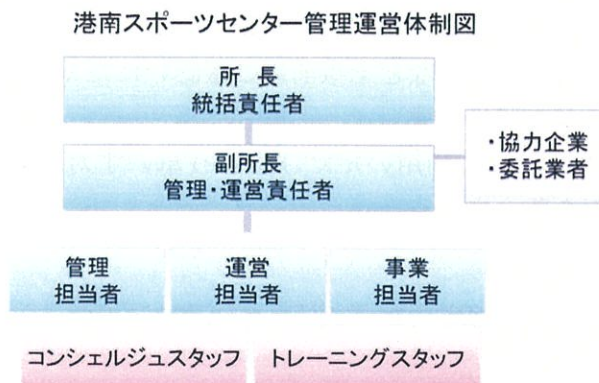 港南スポーツセンター管理運営体制図
所 長
統括責任者
・協力企業
・委託業者
副所長
管理・運営責任者
管理
担当者
運営
担当者
事業
担当者
コンシェルジュスタッフ
トレーニングスタッフ